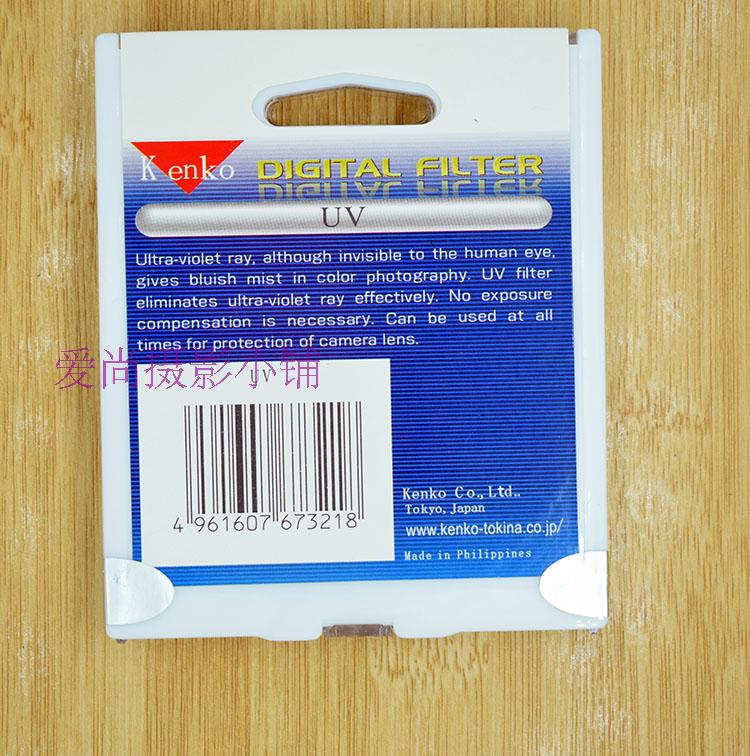 Kenko DIGITAL FILTER
UV
Ultra-violet ray, although invisible to the human eye,
gives bluish mist in color photography. UV filter
eliminates ultra-violet ray effectively. No exposure
compensation is necessary. Can be used at all
times for protection of camera lens.
爱尚摄影小铺
UV
4 961607 673218
Kenko Co.,Ltd..
Tokyo, Japan
www.kenko-tokina.co.jp/
Made in Philippines